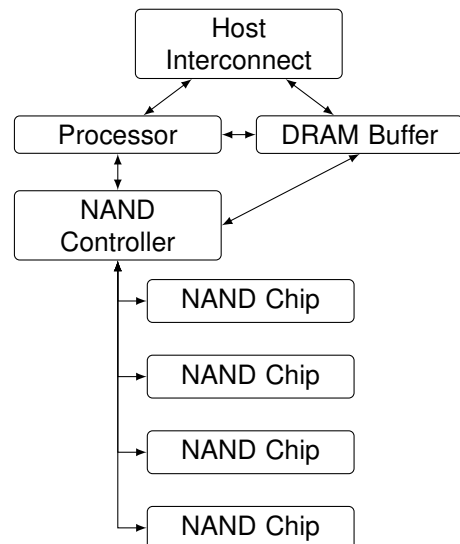 Host
Interconnect
Processor
DRAM Buffer
NAND
Controller
NAND Chip
NAND Chip
NAND Chip
NAND Chip